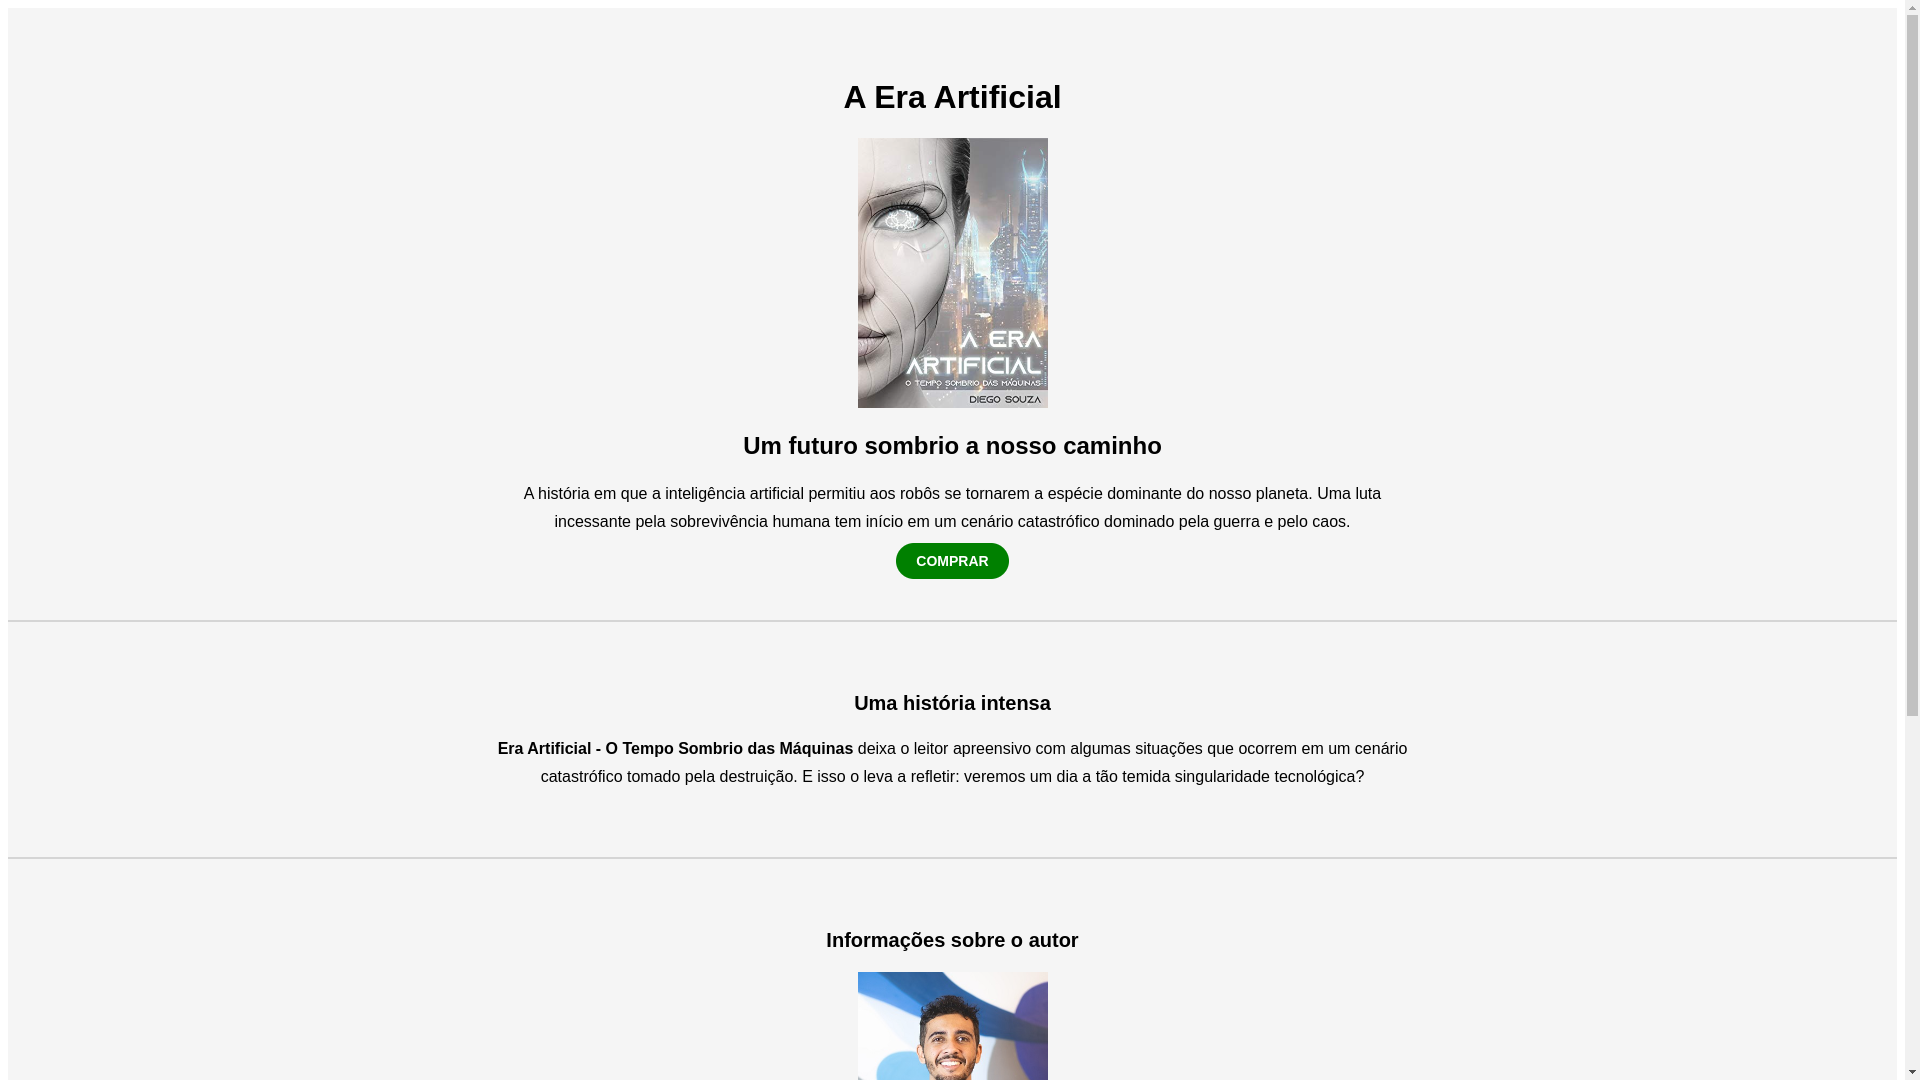 A Era Artificial
A ERA
ARTIFICIAL
O TEMPO SOMBRIO DAS MÁQUINAS
DIEGO SOUZA
Um futuro sombrio a nosso caminho
A história em que a inteligência artificial permitiu aos robôs se tornarem a espécie dominante do nosso planeta. Uma luta
incessante pela sobrevivência humana tem início em um cenário catastrófico dominado pela guerra e pelo caos.
COMPRAR
Uma história intensa
Era Artificial - O Tempo Sombrio das Máquinas deixa o leitor apreensivo com algumas situações que ocorrem em um cenário
catastrófico tomado pela destruição. E isso o leva a refletir: veremos um dia a tão temida singularidade tecnológica?
Informações sobre o autor